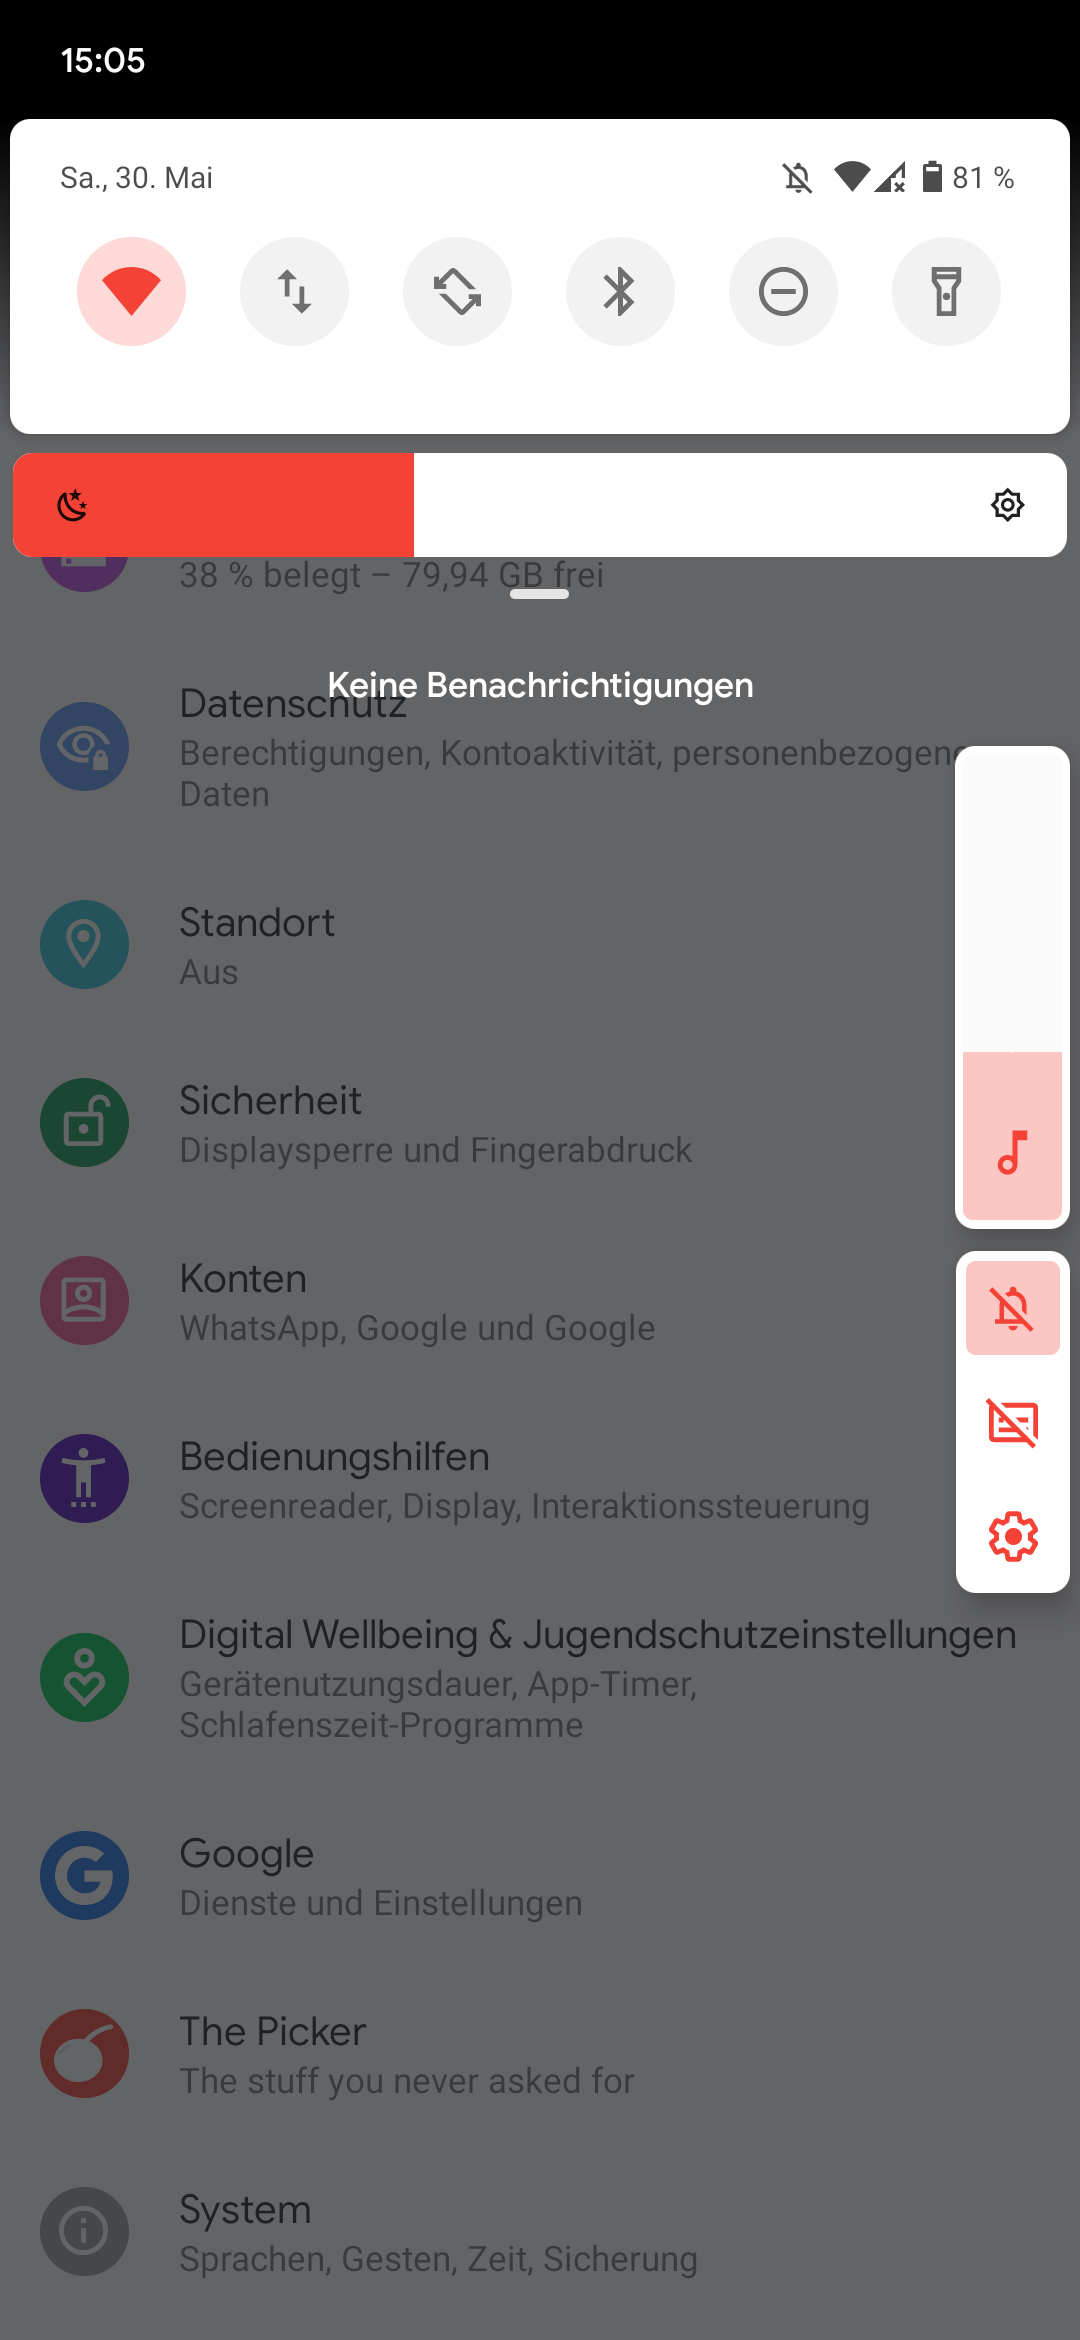 15:05
Sa., 30. Mai
81 %
38 % belegt – 79,94 GB frei
Keine Benachrichtigungen
Datenschutz
Berechtigungen, Kontoaktivität, personenbezogene
Daten
Standort
Aus
Sicherheit
Displaysperre und Fingerabdruck
Konten
WhatsApp, Google und Google
Bedienungshilfen
Screenreader, Display, Interaktionssteuerung
Digital Wellbeing & Jugendschutzeinstellungen
Gerätenutzungsdauer, App-Timer,
Schlafenszeit-Programme
Google
Dienste und Einstellungen
The Picker
The stuff you never asked for
System
Sprachen, Gesten, Zeit, Sicherung